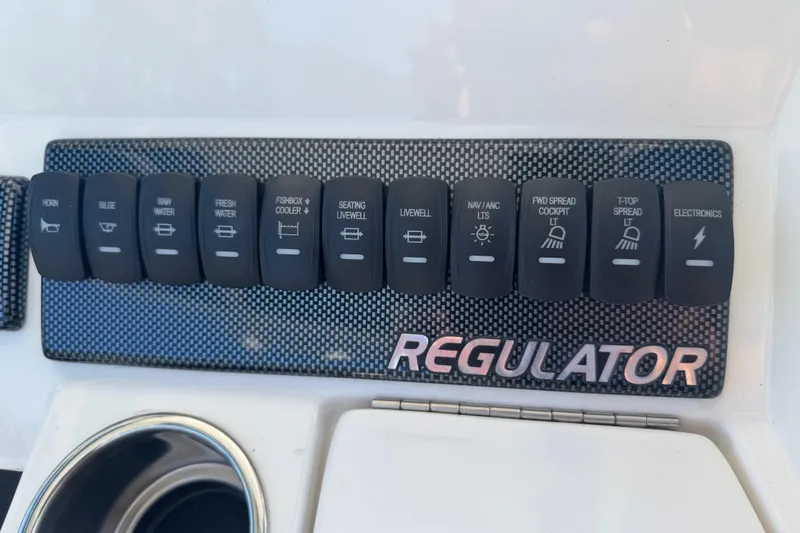 HORN
BILGE
RAW
WATER
FRESH
WATER
FISHBOX ↑
COOLER ↓
SEATING
LIVEWELL
LIVEWELL
NAV / ANC
LTS
FWD SPREAD
COCKPIT
LT
T-TOP
SPREAD
LT
ELECTRONICS
REGULATOR